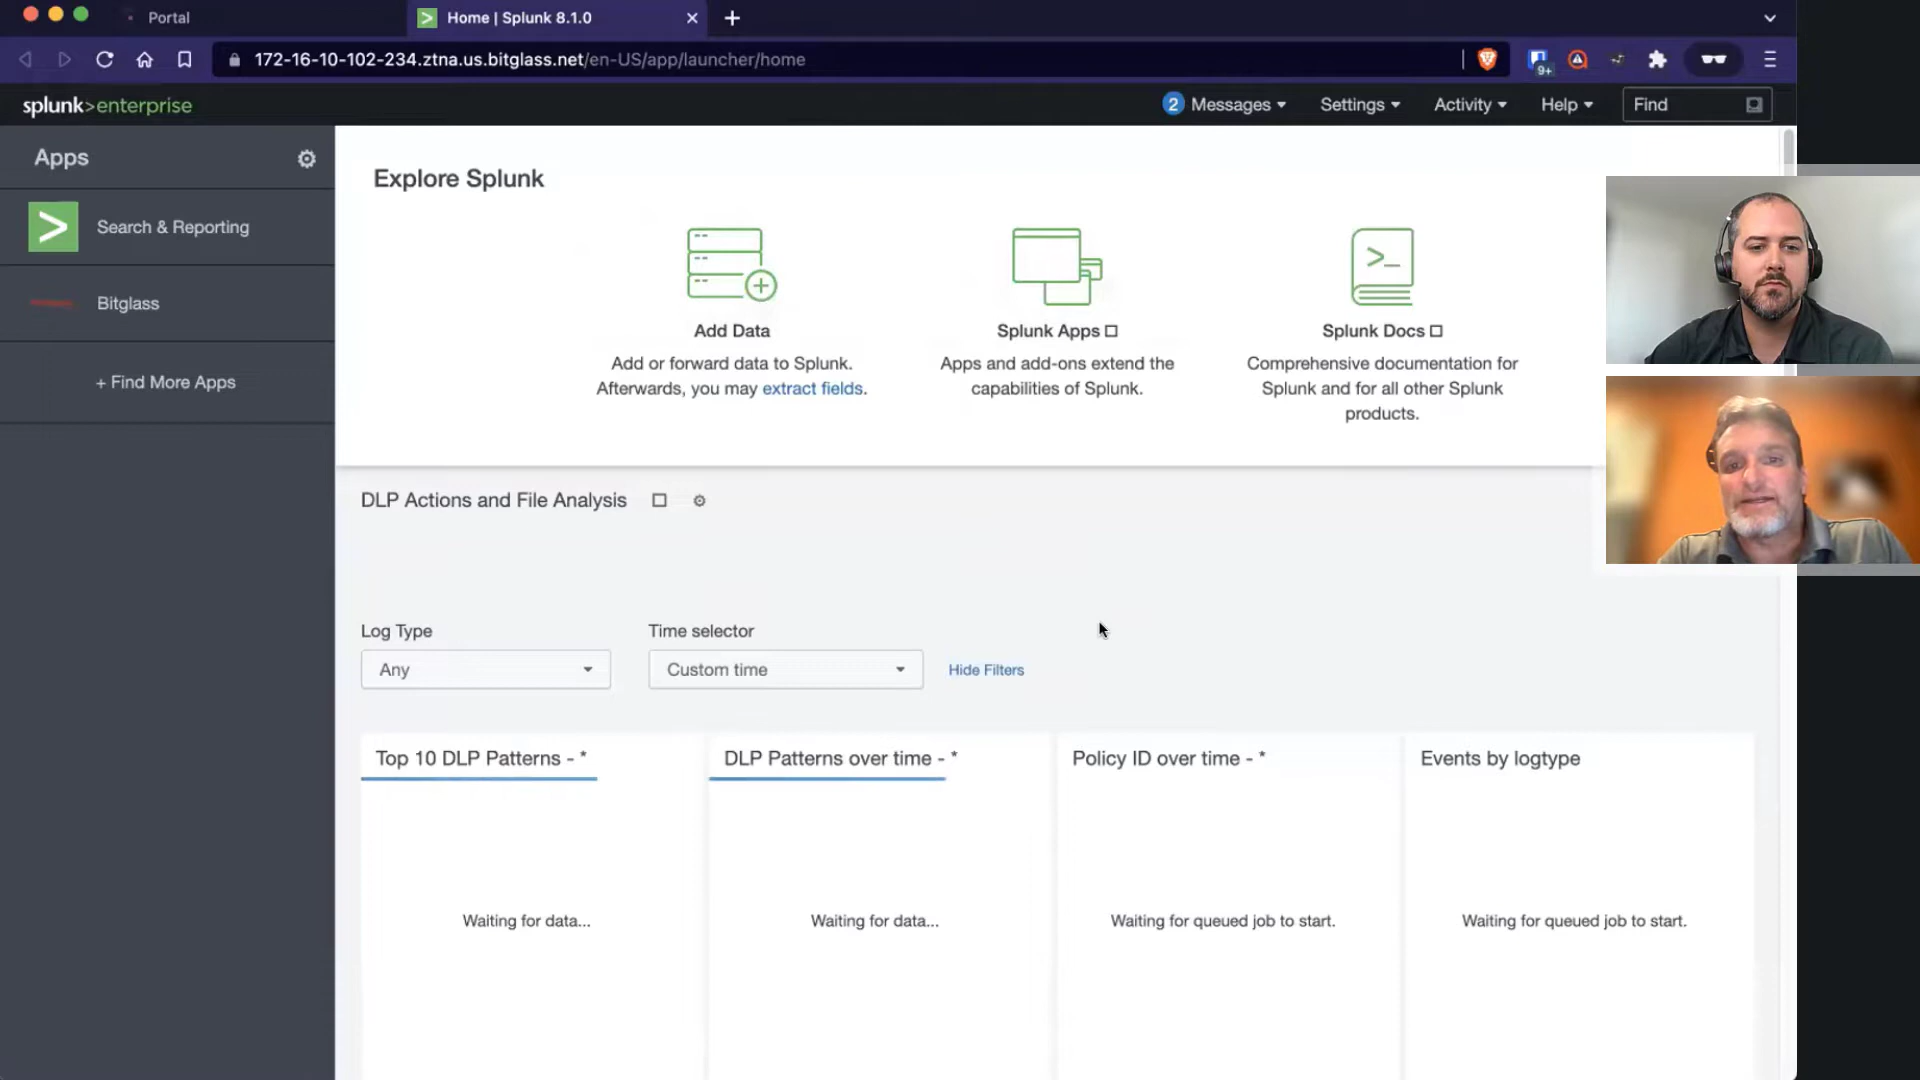 Portal
Home | Splunk 8.1.0
172-16-10-102-234.ztna.us.bitglass.net/en-US/app/launcher/home
9+
splunk>enterprise
2 Messages
Settings
Activity
Help
Find
Apps
Search & Reporting
Bitglass
+ Find More Apps
Explore Splunk
Add Data
Add or forward data to Splunk.
Afterwards, you may extract fields.
Splunk Apps
Apps and add-ons extend the
capabilities of Splunk.
Splunk Docs
Comprehensive documentation for
Splunk and for all other Splunk
products.
DLP Actions and File Analysis
Log Type
Any
Time selector
Custom time
Hide Filters
Top 10 DLP Patterns - *
Waiting for data...
DLP Patterns over time - *
Waiting for data...
Policy ID over time - *
Waiting for queued job to start.
Events by logtype
Waiting for queued job to start.